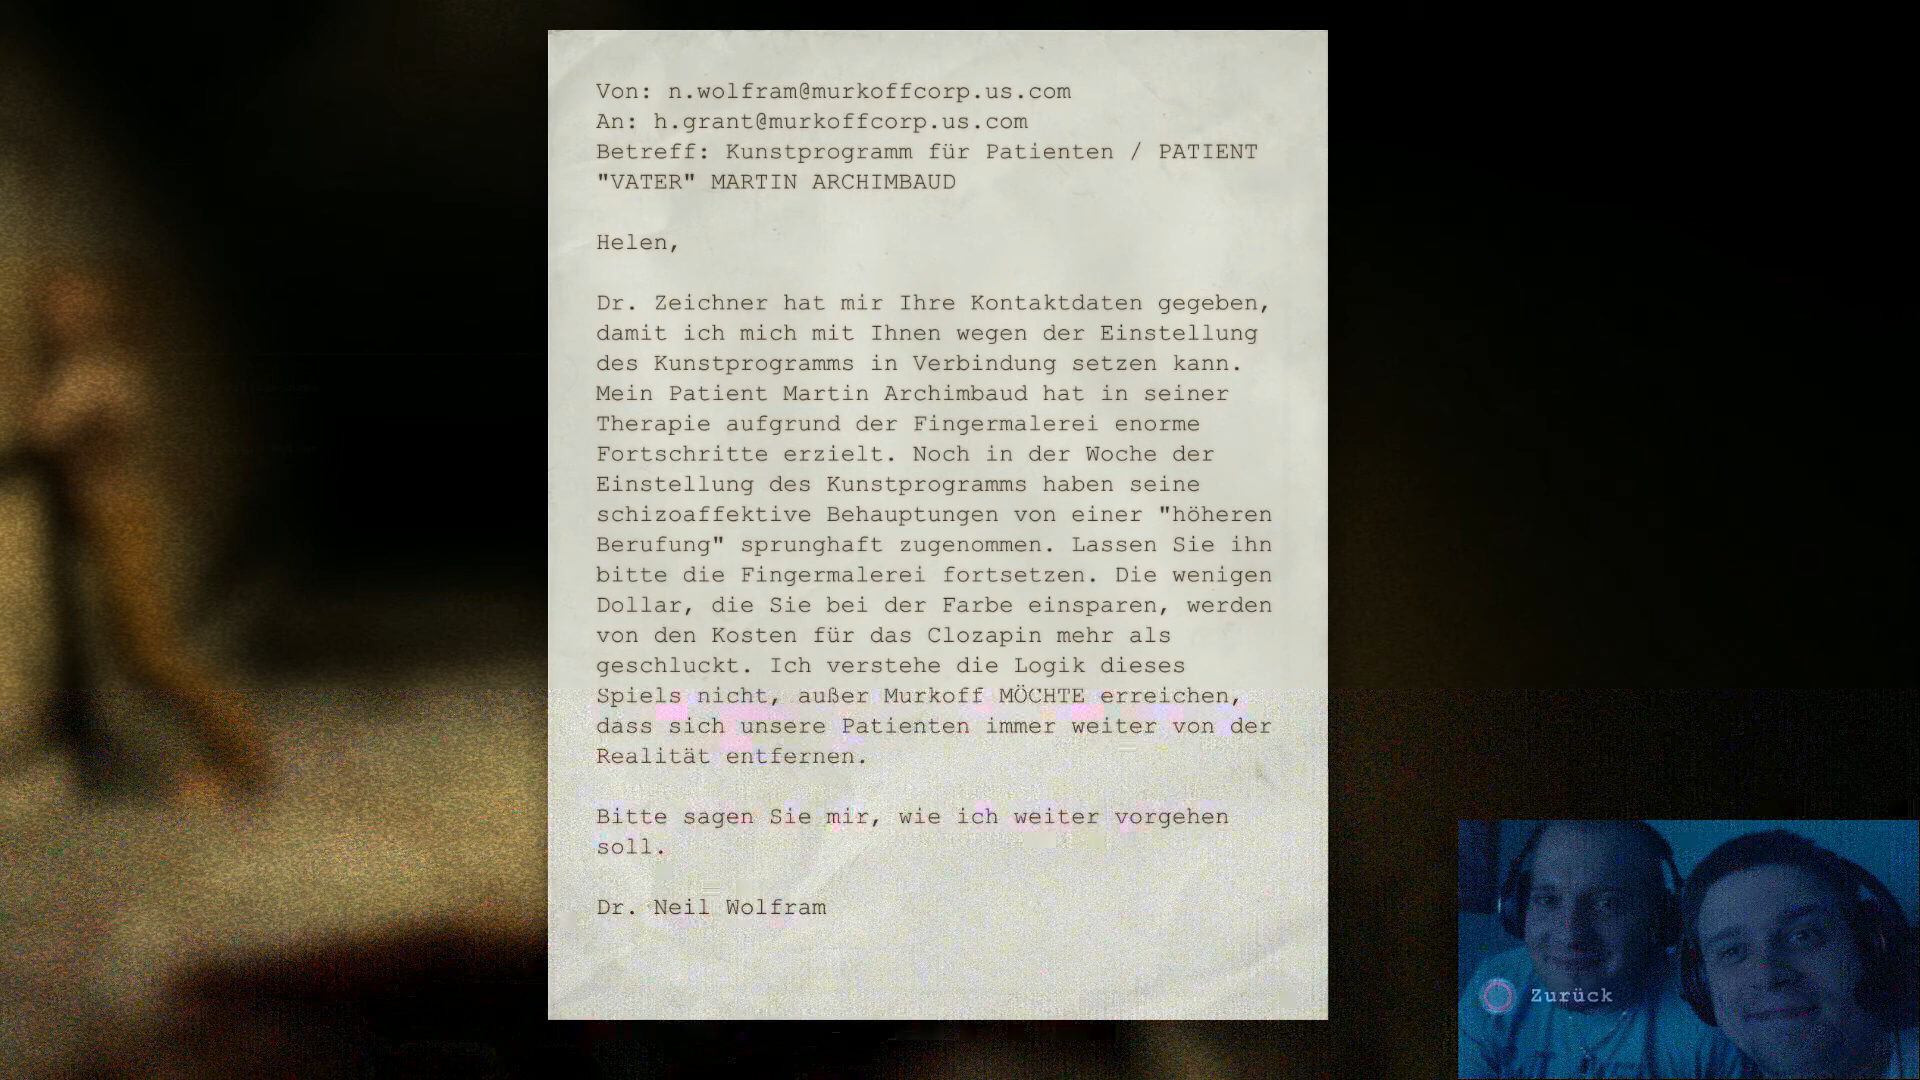 Von: n.wolfram@murkoffcorp.us.com
An: h.grant@murkoffcorp.us.com
Betreff: Kunstprogramm für Patienten / PATIENT
"VATER" MARTIN ARCHIMBAUD
Helen,
Dr. Zeichner hat mir Ihre Kontaktdaten gegeben,
damit ich mich mit Ihnen wegen der Einstellung
des Kunstprogramms in Verbindung setzen kann.
Mein Patient Martin Archimbaud hat in seiner
Therapie aufgrund der Fingermalerei enorme
Fortschritte erzielt. Noch in der Woche der
Einstellung des Kunstprogramms haben seine
schizoaffektive Behauptungen von einer "höheren
Berufung" sprunghaft zugenommen. Lassen Sie ihn
bitte die Fingermalerei fortsetzen. Die wenigen
Dollar, die Sie bei der Farbe einsparen, werden
von den Kosten für das Clozapin mehr als
geschluckt. Ich verstehe die Logik dieses
Spiels nicht, außer Murkoff MÖCHTE erreichen,
dass sich unsere Patienten immer weiter von der
Realität entfernen.
Bitte sagen Sie mir, wie ich weiter vorgehen
soll.
Dr. Neil Wolfram
Zurück